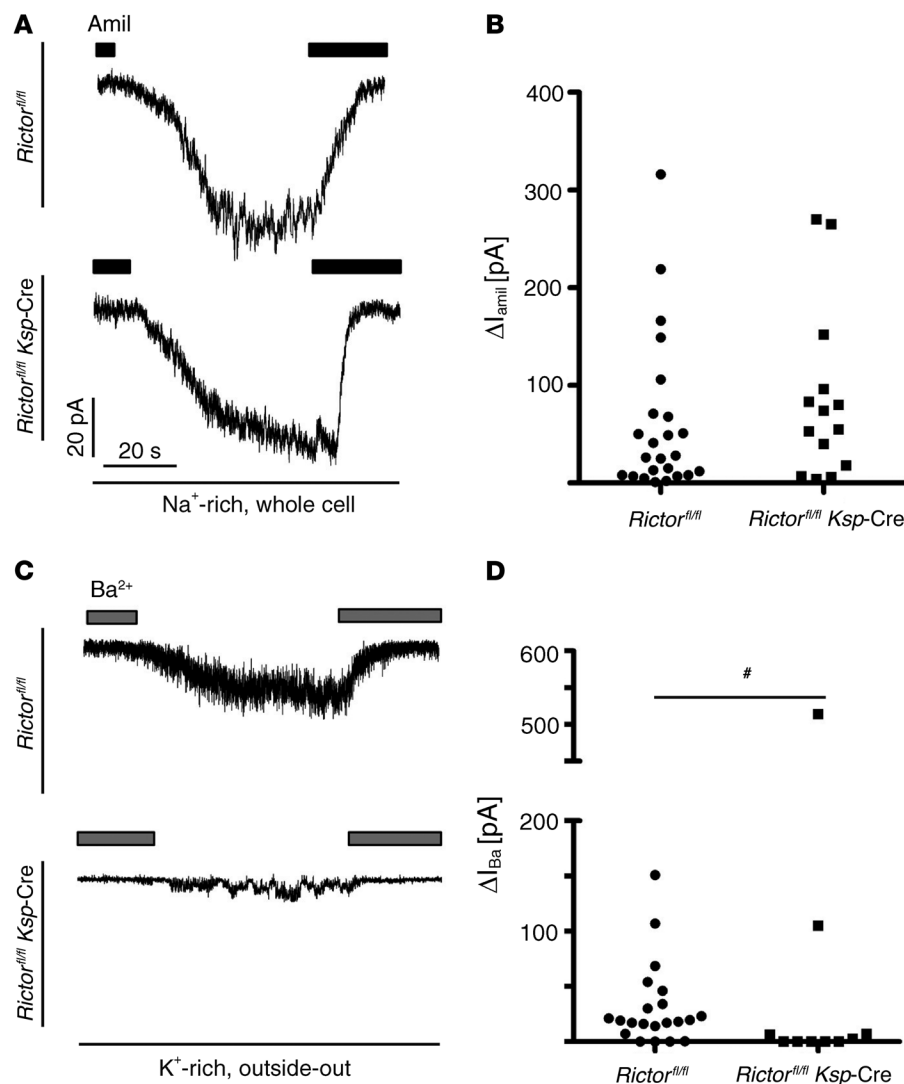 A
Amil
Rictor^fl/fl
Rictor^fl/fl Ksp-Cre
20 pA
20 s
Na⁺-rich, whole cell
B
400
300
200
100
ΔI_amil [pA]
Rictor^fl/fl
Rictor^fl/fl Ksp-Cre
C
Ba²⁺
Rictor^fl/fl
Rictor^fl/fl Ksp-Cre
K⁺-rich, outside-out
D
600
500
200
100
#
ΔI_Ba [pA]
Rictor^fl/fl
Rictor^fl/fl Ksp-Cre